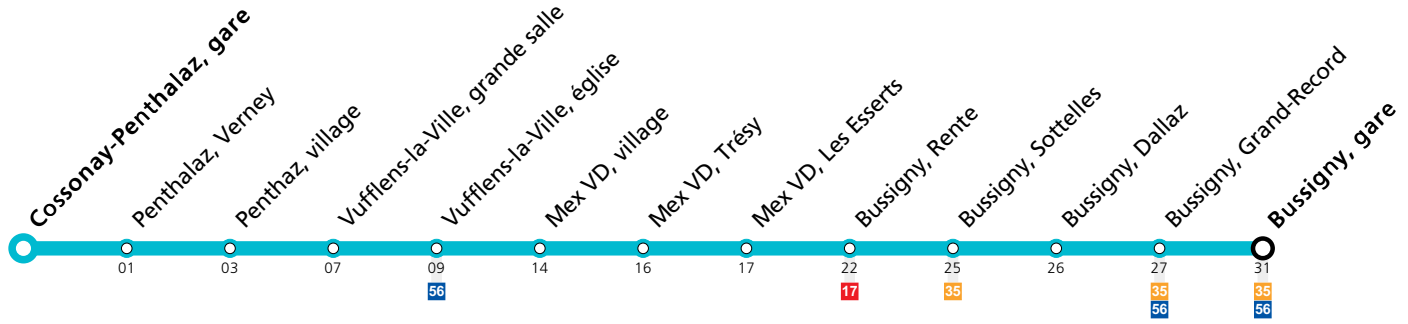 Cossonay-Penthalaz, gare
Penthalaz, Verney
Penthaz, village
Vufflens-la-Ville, grande salle
Vufflens-la-Ville, église
Mex VD, village
Mex VD, Trésy
Mex VD, Les Esserts
Bussigny, Rente
Bussigny, Sottelles
Bussigny, Dallaz
Bussigny, Grand-Record
Bussigny, gare
01 03 07 09 14 16 17 22 25 26 27 31
56 17 35 35 35
56 56